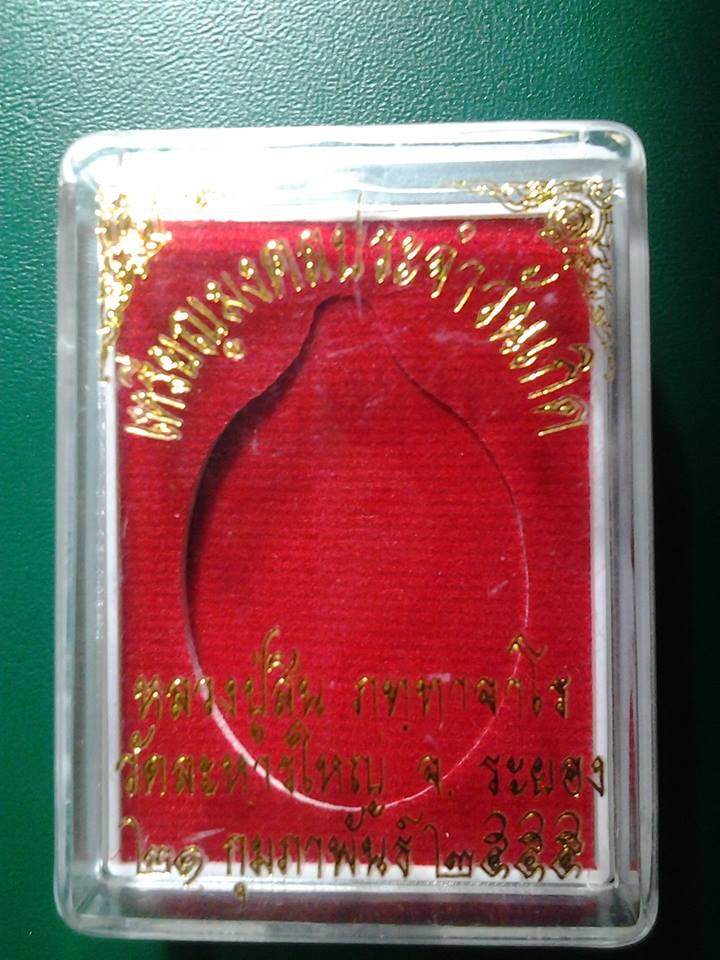 เหรียญมงคลประจำวันเกิด
หลวงปู่สิน ภทฺทาจาโร
วัดละหารใหญ่ จ. ระยอง
๒๑ กุมภาพันธ์ ๒๕๕๕